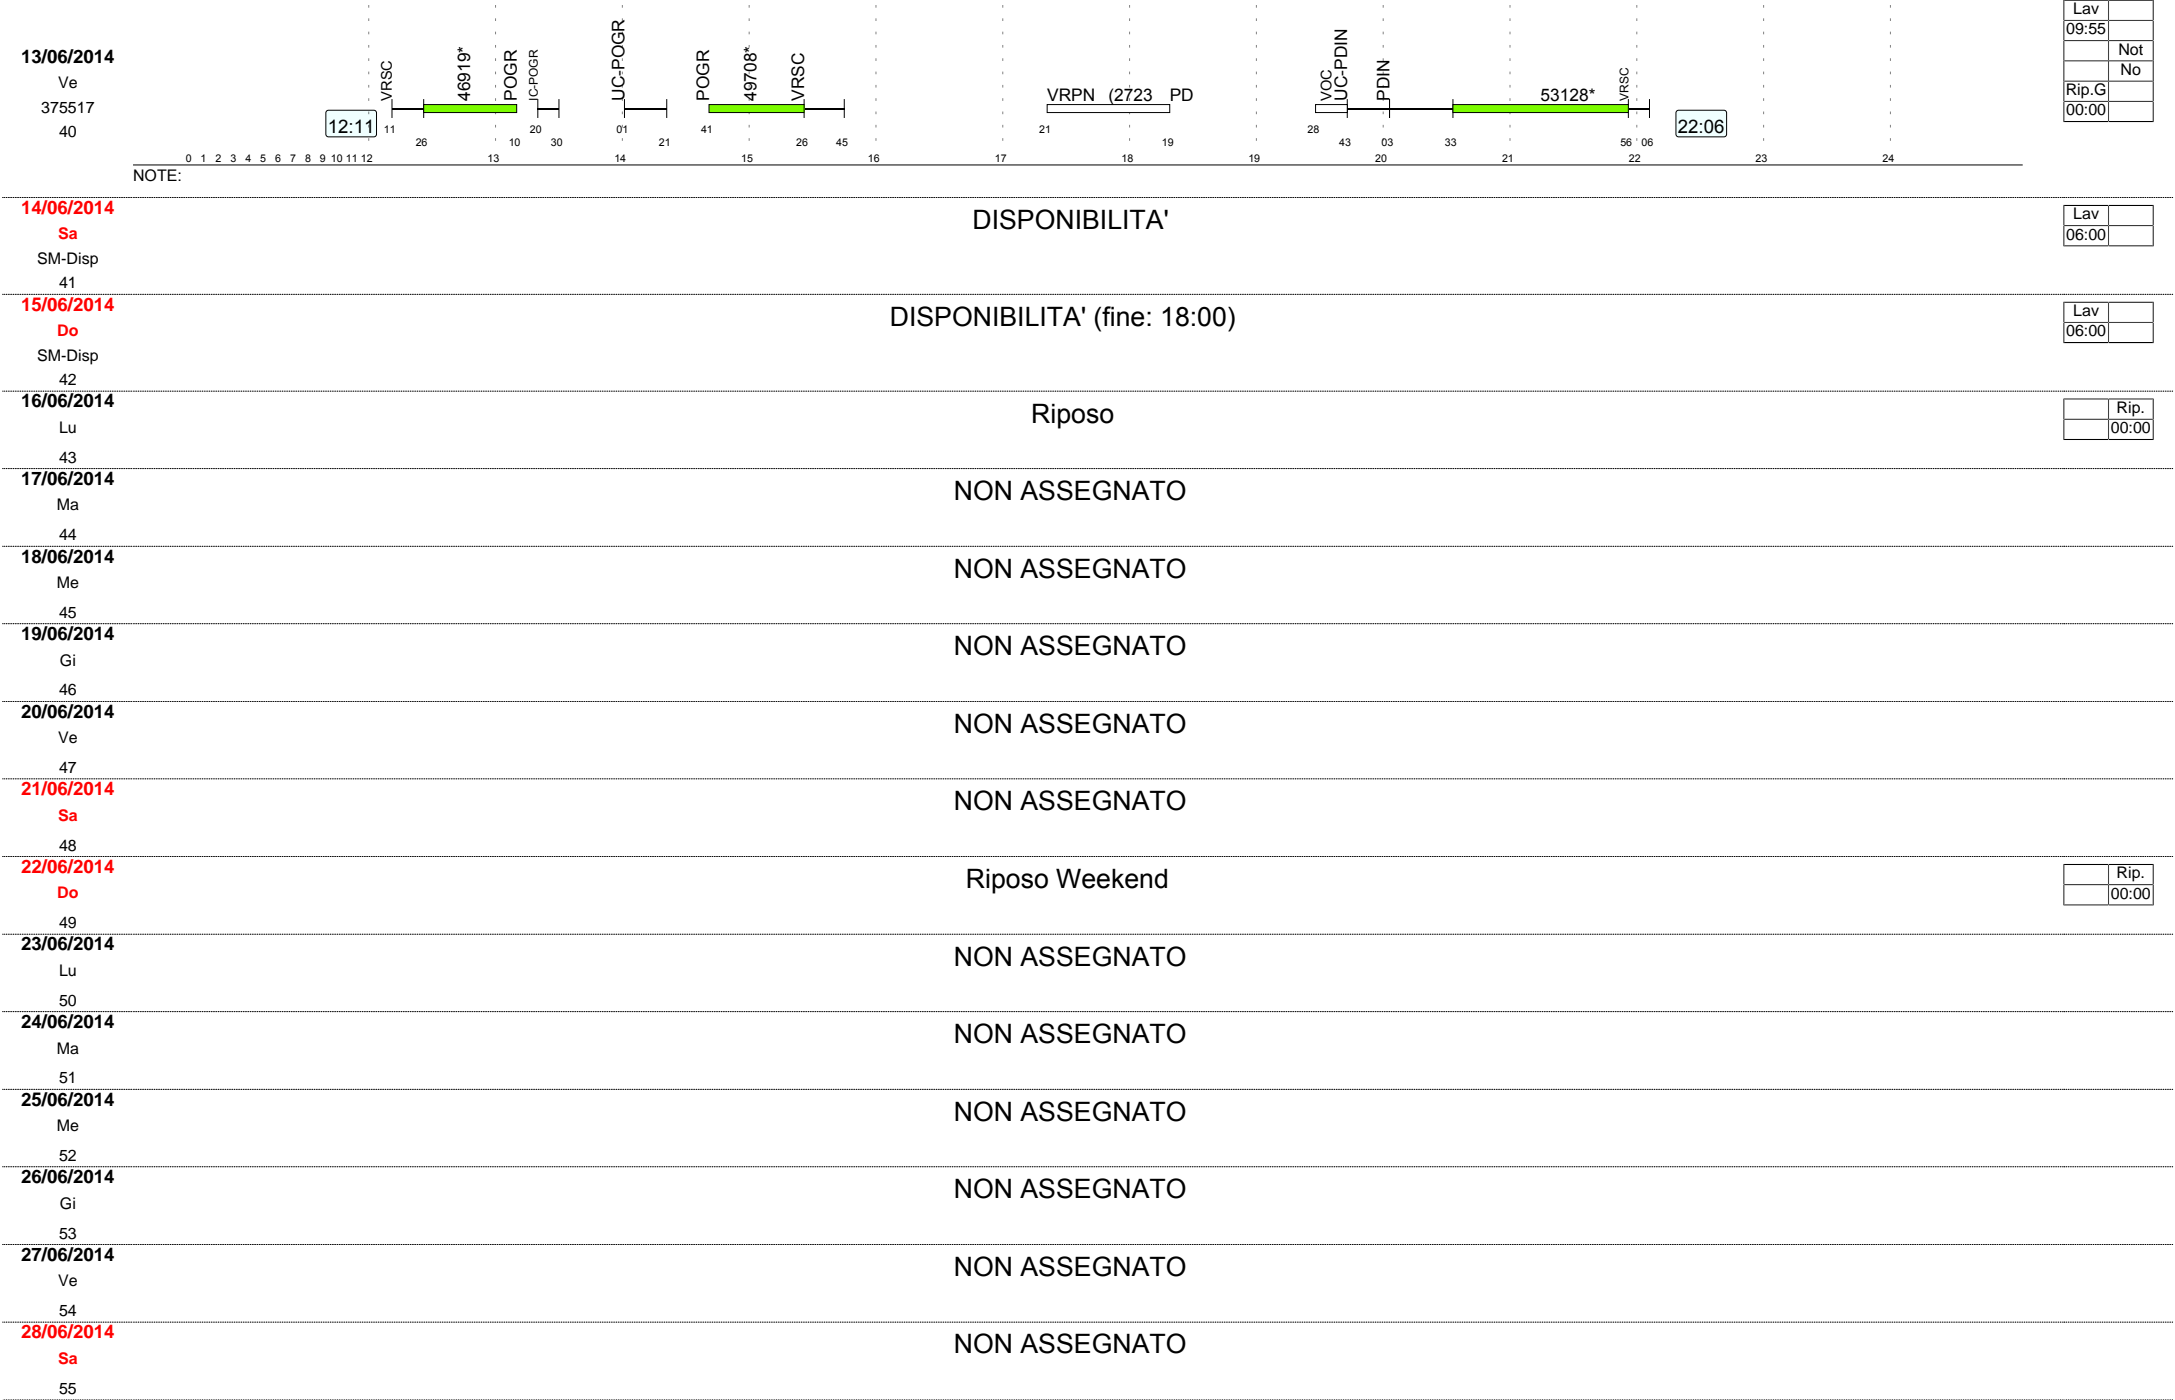 13/06/2014
Ve
375517
40
12:11
VRSC 46919* POGR IC-POGR UC-POGR POGR 49708* VRSC VRPN (2723 PD VOC UC-PDIN PDIN 53128* VRSC
22:06
11 20 30 01 21 41 26 45 21 19 28 43 03 33 56 06
26 10
0 1 2 3 4 5 6 7 8 9 10 11 12 13 14 15 16 17 18 19 20 21 22 23 24
Lav
09:55
Not
No
Rip.G
00:00
NOTE:
14/06/2014
Sa
SM-Disp
41
DISPONIBILITA'
Lav
06:00
15/06/2014
Do
SM-Disp
42
DISPONIBILITA' (fine: 18:00)
Lav
06:00
16/06/2014
Lu
43
Riposo
Rip.
00:00
17/06/2014
Ma
44
NON ASSEGNATO
18/06/2014
Me
45
NON ASSEGNATO
19/06/2014
Gi
46
NON ASSEGNATO
20/06/2014
Ve
47
NON ASSEGNATO
21/06/2014
Sa
48
NON ASSEGNATO
22/06/2014
Do
49
Riposo Weekend
Rip.
00:00
23/06/2014
Lu
50
NON ASSEGNATO
24/06/2014
Ma
51
NON ASSEGNATO
25/06/2014
Me
52
NON ASSEGNATO
26/06/2014
Gi
53
NON ASSEGNATO
27/06/2014
Ve
54
NON ASSEGNATO
28/06/2014
Sa
55
NON ASSEGNATO